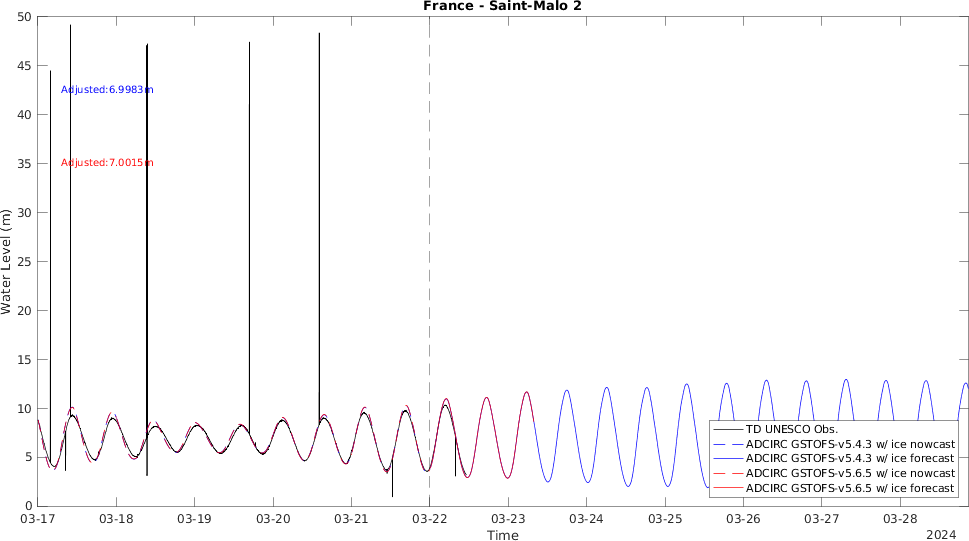 France - Saint-Malo 2
Water Level (m)
50
45
40
35
30
25
20
15
10
5
0
Adjusted:6.9983m
Adjusted:7.0015m
TD UNESCO Obs.
ADCIRC GSTOFS-v5.4.3 w/ ice nowcast
ADCIRC GSTOFS-v5.4.3 w/ ice forecast
ADCIRC GSTOFS-v5.6.5 w/ ice nowcast
ADCIRC GSTOFS-v5.6.5 w/ ice forecast
03-17 03-18 03-19 03-20 03-21 03-22 03-23 03-24 03-25 03-26 03-27 03-28
Time
2024